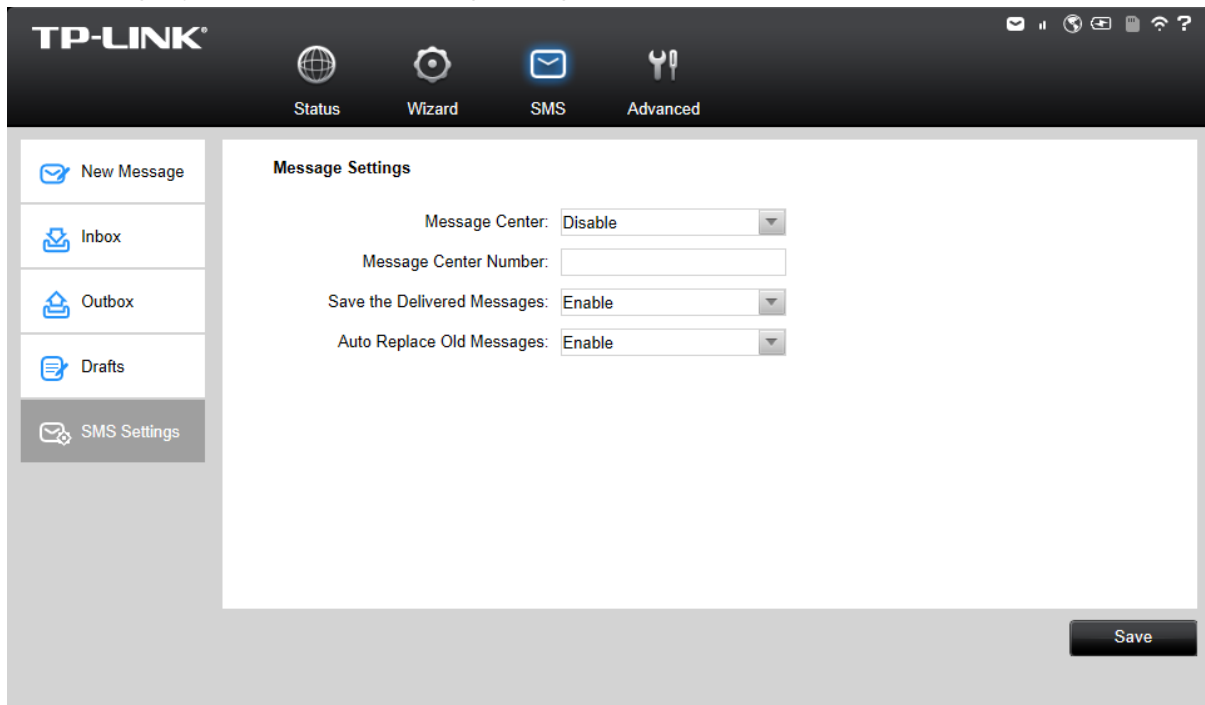 TP-LINK®
?
Status Wizard SMS Advanced
New Message
Inbox
Outbox
Drafts
SMS Settings
Message Settings
Message Center: Disable
Message Center Number:
Save the Delivered Messages: Enable
Auto Replace Old Messages: Enable
Save